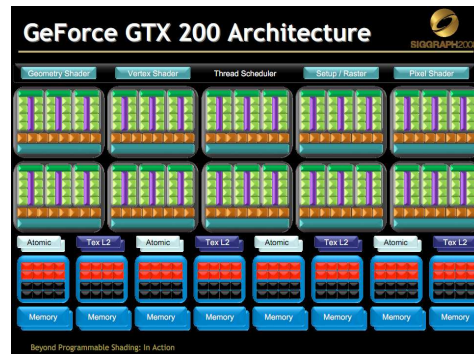 GeForce GTX 200 Architecture
SIGGRAPH200
Geometry Shader Vertex Shader Thread Scheduler Setup / Raster Pixel Shader
Atomic Tex L2 Atomic Tex L2 Atomic Tex L2 Atomic Tex L2
Memory Memory Memory Memory Memory Memory Memory Memory
Beyond Programmable Shading: In Action